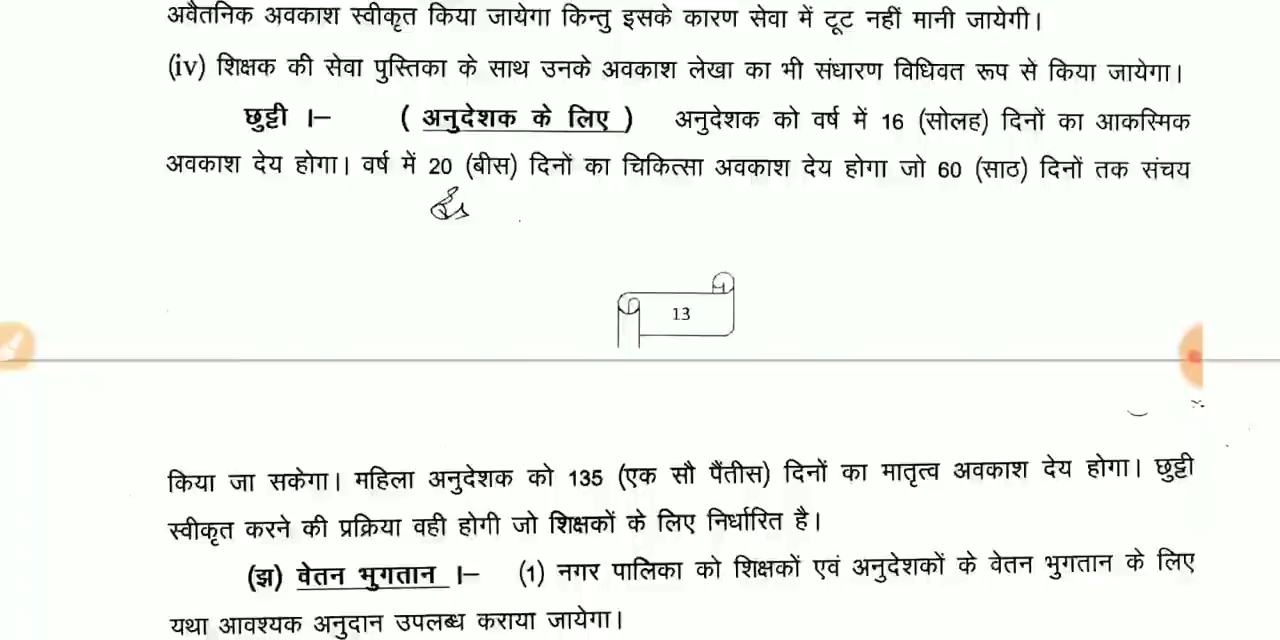 अवैतनिक अवकाश स्वीकृत किया जायेगा किन्तु इसके कारण सेवा में टूट नहीं मानी जायेगी।
(iv) शिक्षक की सेवा पुस्तिका के साथ उनके अवकाश लेखा का भी संधारण विधिवत रूप से किया जायेगा।
छुट्टी ।– ( अनुदेशक के लिए ) अनुदेशक को वर्ष में 16 (सोलह) दिनों का आकस्मिक
अवकाश देय होगा। वर्ष में 20 (बीस) दिनों का चिकित्सा अवकाश देय होगा जो 60 (साठ) दिनों तक संचय
13
किया जा सकेगा। महिला अनुदेशक को 135 (एक सौ पैंतीस) दिनों का मातृत्व अवकाश देय होगा। छुट्टी
स्वीकृत करने की प्रक्रिया वही होगी जो शिक्षकों के लिए निर्धारित है।
(झ) वेतन भुगतान ।– (1) नगर पालिका को शिक्षकों एवं अनुदेशकों के वेतन भुगतान के लिए
यथा आवश्यक अनुदान उपलब्ध कराया जायेगा।